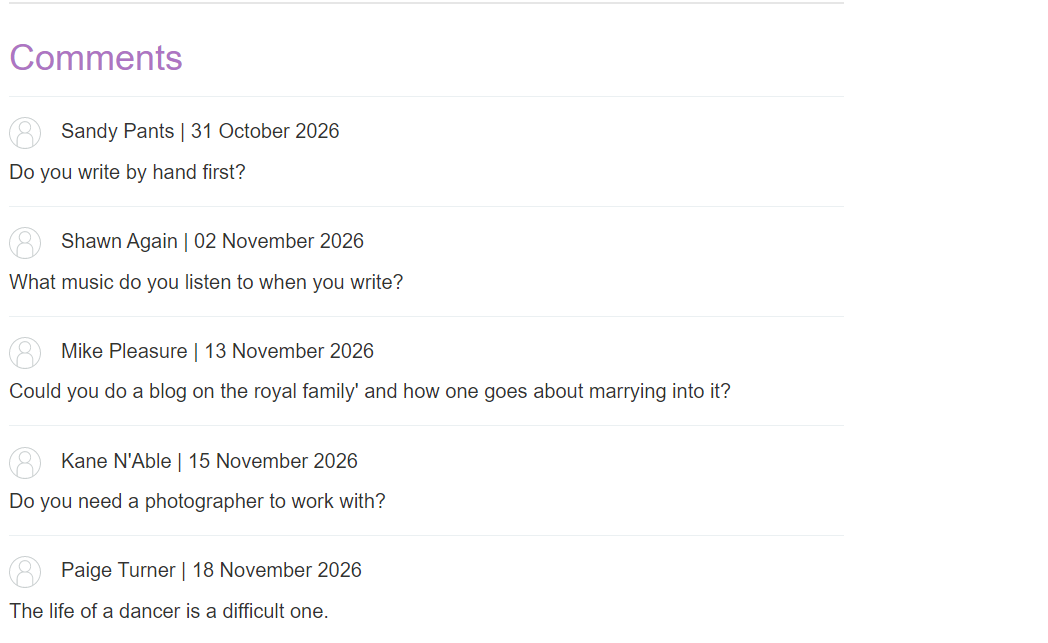 Comments
Sandy Pants | 31 October 2026
Do you write by hand first?
Shawn Again | 02 November 2026
What music do you listen to when you write?
Mike Pleasure | 13 November 2026
Could you do a blog on the royal family' and how one goes about marrying into it?
Kane N'Able | 15 November 2026
Do you need a photographer to work with?
Paige Turner | 18 November 2026
The life of a dancer is a difficult one.